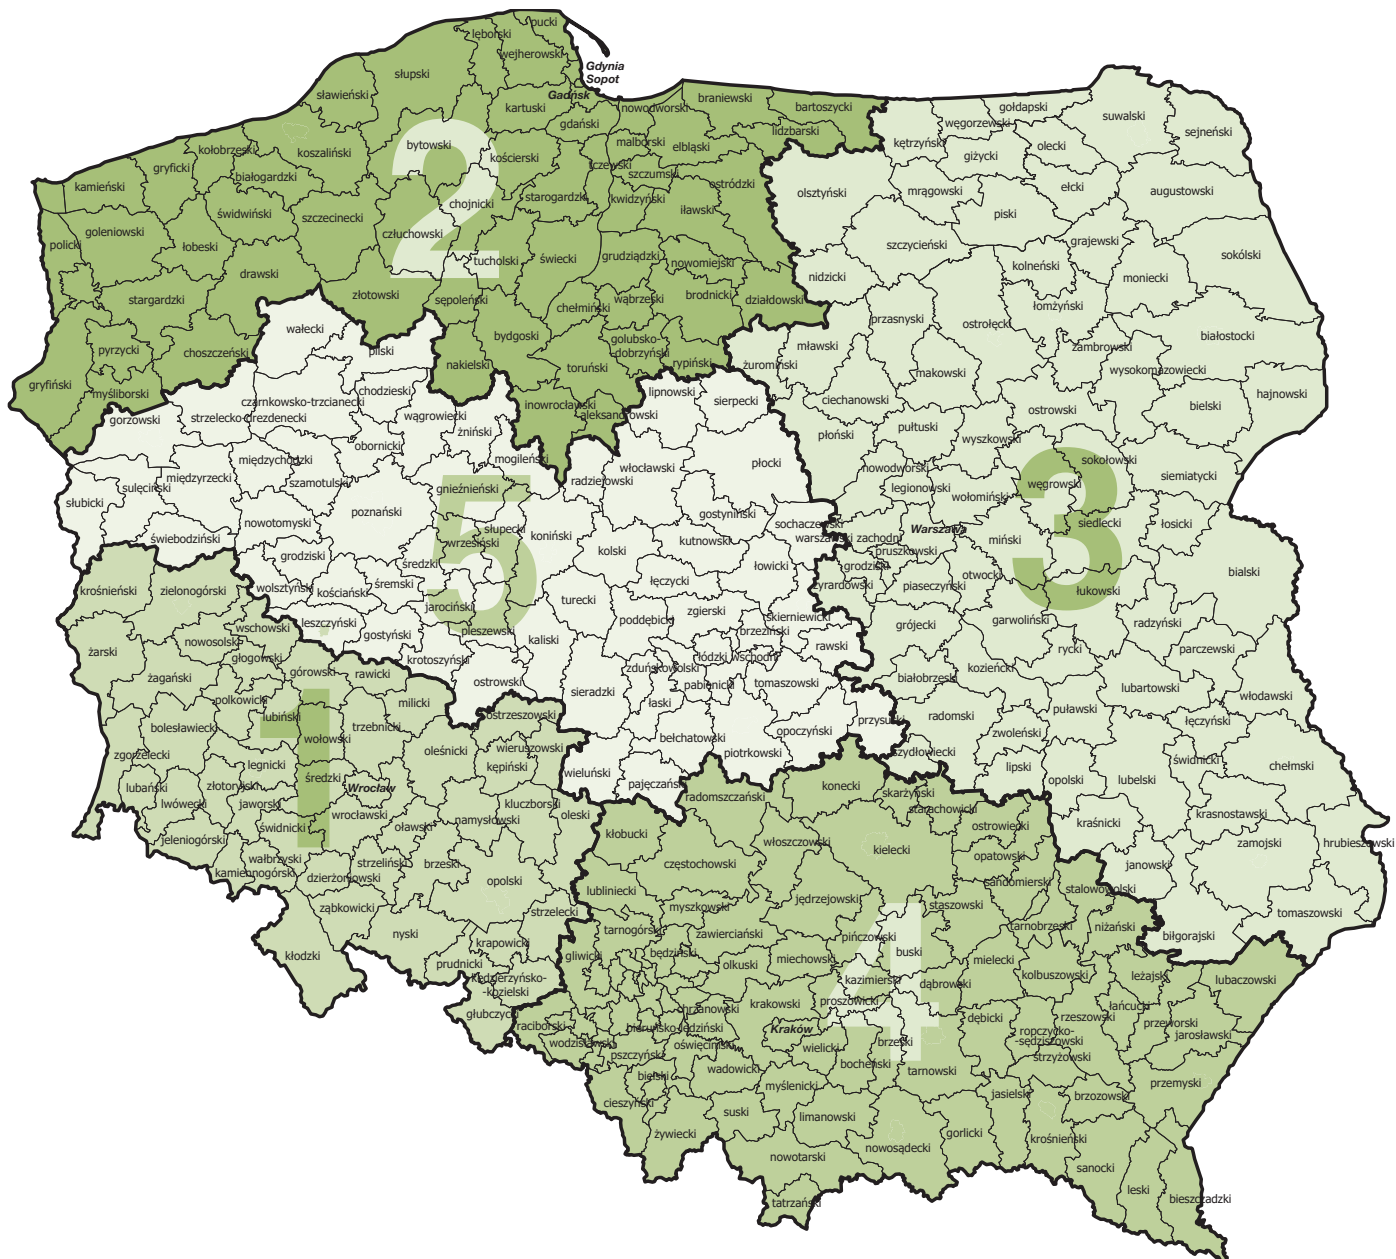 pucki
lęborski
wejherowski
Gdynia
Sopot
słupski
sławieński
Gadńsk
kartuski
nowodworski
braniewski
bartoszycki
gdański
lidzbarski
gołdapski
węgorzewski
suwalski
sejneński
kętrzyński
giżycki
olecki
kołobrzeski
koszaliński
bytowski
2
kościerski
malborski
elbląski
gryficki
białogardzki
tczewski
szczumski
ostródzki
kamieński
świdwiński
szczecinecki
chojnicki
starogardzki
kwidzyński
iławski
olsztyński
mrągowski
ełcki
augustowski
piski
goleniowski
policki
łobeski
człuchowski
tucholski
świecki
grudziądzki
nowomiejski
szczycieński
grajewski
kolneński
moniecki
sokólski
drawski
nidzicki
stargardzki
złotowski
sępoleński
chełmiński
wąbrzeski
brodnicki
działdowski
łomżyński
wałecki
bydgoski
przasnyski
ostrołęcki
białostocki
pyrzycki
choszczeński
pilski
golubsko-
-dobrzyński
mławski
zambrowski
nakielski
toruński
rypiński
żuromiński
makowski
wysokomazowiecki
gryfiński
myśliborski
chodzieski
czarnkowsko-trzcianecki
lipnowski
sierpecki
ciechanowski
hajnowski
inowrocławski
aleksandrowski
ostrowski
bielski
gorzowski
strzelecko-drezdenecki
wągrowiecki
żniński
pułtuski
płoński
wyszkowski
obornicki
międzychodzki
mogileński
włocławski
płocki
nowodworski
sokołowski
siemiatycki
międzyrzecki
sulęciński
szamotulski
gnieźnieński
radziejowski
legionowski
wołomiński
węgrowski
3
słubicki
poznański
5
gostyniński
nowotomyski
słupecki
sochaczewski
Warszawa
siedlecki
łosicki
świebodziński
wrzesiński
koniński
kutnowski
warszawski zachodni
miński
grodziski
kolski
pruszkowski
średzki
łowicki
grodziski
krośnieński
zielonogórski
wolsztyński
kościański
śremski
łęczycki
żyrardowski
piaseczyński
otwocki
łukowski
bialski
jarociński
turecki
poddębicki
zgierski
skierniewicki
leszczyński
wschowski
gostyński
pleszewski
brzeziński
grójecki
garwoliński
radzyński
nowosolski
kaliski
rawski
rycki
parczewski
żarski
głogowski
krotoszyński
zduńskowolski
łódzki wschodni
żagański
górowski
rawicki
ostrowski
pabianicki
tomaszowski
białobrzeski
kozienicki
sieradzki
łaski
lubartowski
włodawski
polkowicki
milicki
1
lubiński
ostrzeszowski
przysuski
radomski
puławski
łęczyński
bolesławiecki
trzebnicki
wołowski
opoczyński
bełchatowski
zwoleński
zgorzelecki
oleśnicki
wieruszowski
piotrkowski
szydłowiecki
legnicki
kępiński
świdnicki
chełmski
lubański
złotoryjski
średzki
Wrocław
wieluński
pajęczański
lipski
opolski
lubelski
konecki
lwówecki
jaworski
kluczborski
radomszczański
skarżyński
starachowicki
wrocławski
namysłowski
oleski
krasnostawski
kraśnicki
świdnicki
oławski
kłobucki
ostrowiecki
jeleniogórski
włoszczowski
kielecki
zamojski
hrubieszowski
wałbrzyski
strzeliński
brzeski
częstochowski
opatowski
janowski
kamiennogórski
dzierżoniowski
opolski
lubliniecki
sandomierski
stalowowolski
ząbkowicki
jędrzejowski
staszowski
strzelecki
myszkowski
tomaszowski
tarnogórski
tarnobrzeski
niżański
nyski
zawierciański
pińczowski
biłgorajski
krapowicki
kłodzki
gliwicki
będziński
buski
4
prudnicki
olkuski
miechowski
mielecki
kolbuszowski
leżajski
lubaczowski
kędzierzyńsko-
-kozielski
kazimierski
dąbrowski
proszowicki
krakowski
chrzanowski
łańcucki
głubczycki
raciborski
dębicki
rzeszowski
przeworski
bieruńsko-lędziński
Kraków
ropczycko-
-sędziszowski
jarosławski
wodzisławski
oświęcimski
wielicki
brzeski
pszczyński
strzyżowski
bocheński
wadowicki
tarnowski
bielski
przemyski
myślenicki
jasielski
brzozowski
cieszyński
suski
limanowski
żywiecki
gorlicki
krośnieński
nowosądecki
nowotarski
sanocki
leski
bieszczadzki
tatrzański